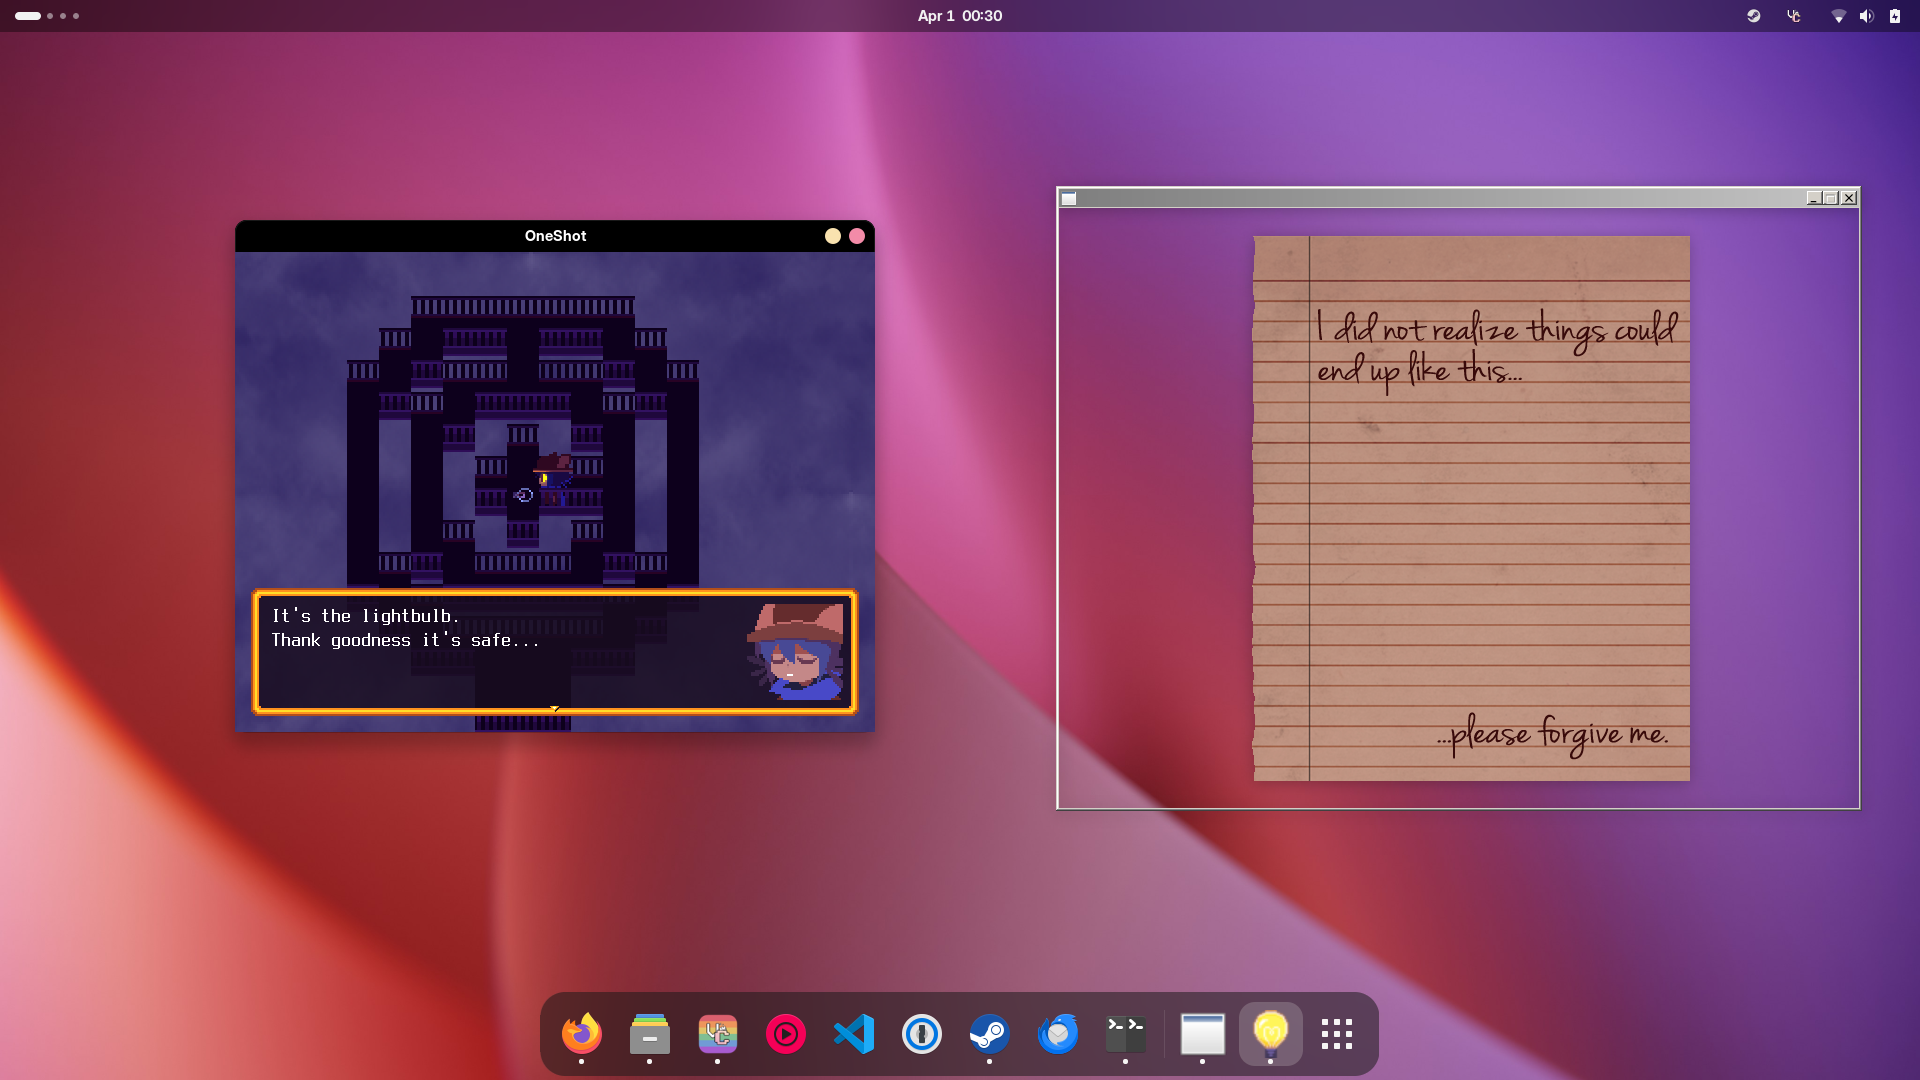 Apr 1 00:30
OneShot
It's the lightbulb.
Thank goodness it's safe...
I did not realize things could
end up like this...
...please forgive me.